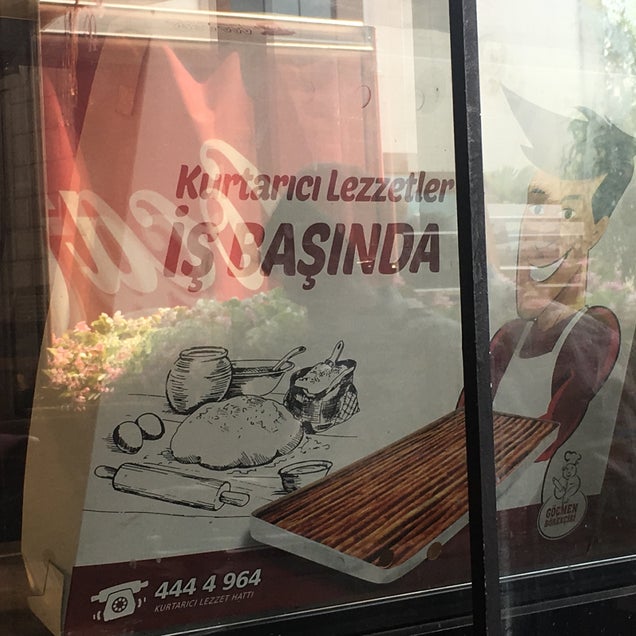 Kurtarıcı Lezzetler
İŞ BAŞINDA
GÖÇMEN
BÖREKÇİSİ
444 4 964
KURTARICI LEZZET HATTI